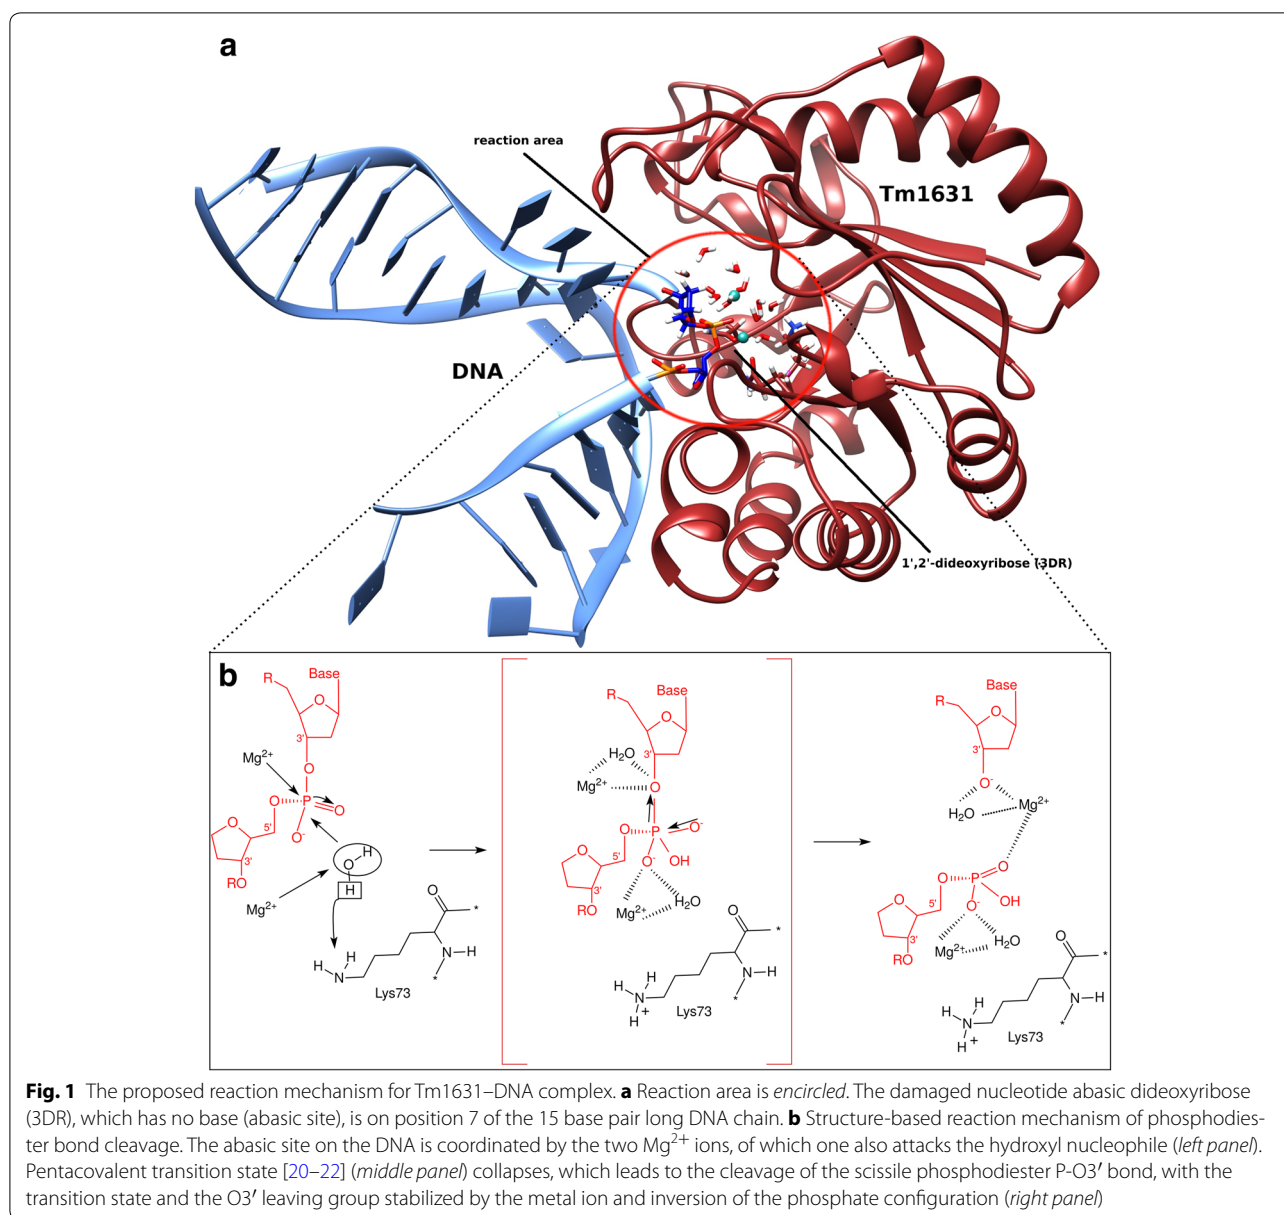 a
reaction area
Tm1631
DNA
1',2'-dideoxyribose (3DR)
b
R
Base
O
3'
Mg²⁺
O
O
P
O
O⁻
O
5'
3'
RO
H
O
H
Mg²⁺
O
H
H
N
N
H
*
*
Lys73
R
Base
O
3'
H₂O
Mg²⁺
O
O
P
O⁻
O
5'
O⁻
OH
3'
RO
Mg²⁺
H₂O
O
*
H
H
N
H
+
N
H
*
Lys73
R
Base
O
3'
O⁻
H₂O
Mg²⁺
O
O
P
5'
O⁻
OH
O
3'
RO
Mg²⁺
H₂O
O
*
H
H
N
H
+
N
H
*
Lys73
Fig. 1 The proposed reaction mechanism for Tm1631–DNA complex. a Reaction area is encircled. The damaged nucleotide abasic dideoxyribose
(3DR), which has no base (abasic site), is on position 7 of the 15 base pair long DNA chain. b Structure-based reaction mechanism of phosphodies-
ter bond cleavage. The abasic site on the DNA is coordinated by the two Mg²⁺ ions, of which one also attacks the hydroxyl nucleophile (left panel).
Pentacovalent transition state [20–22] (middle panel) collapses, which leads to the cleavage of the scissile phosphodiester P-O3′ bond, with the
transition state and the O3′ leaving group stabilized by the metal ion and inversion of the phosphate configuration (right panel)